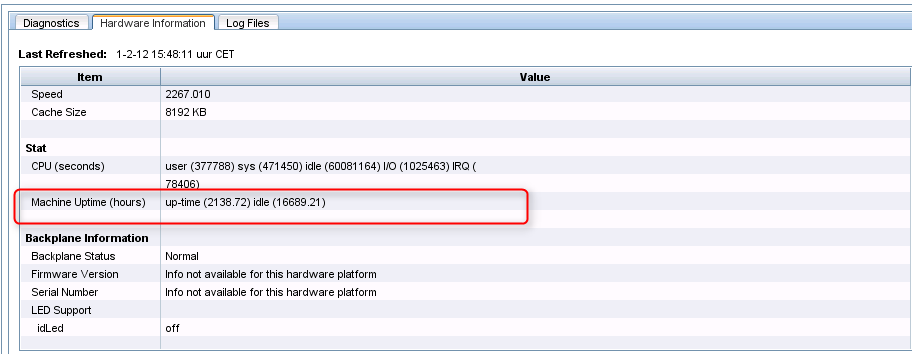 Diagnostics Hardware Information Log Files
Last Refreshed: 1-2-12 15:48:11 uur CET
Item Value
Speed 2267.010
Cache Size 8192 KB
Stat
CPU (seconds) user (377788) sys (471450) idle (60081164) I/O (1025463) IRQ (
78406)
Machine Uptime (hours) up-time (2138.72) idle (16689.21)
Backplane Information
Backplane Status Normal
Firmware Version Info not available for this hardware platform
Serial Number Info not available for this hardware platform
LED Support
idLed off